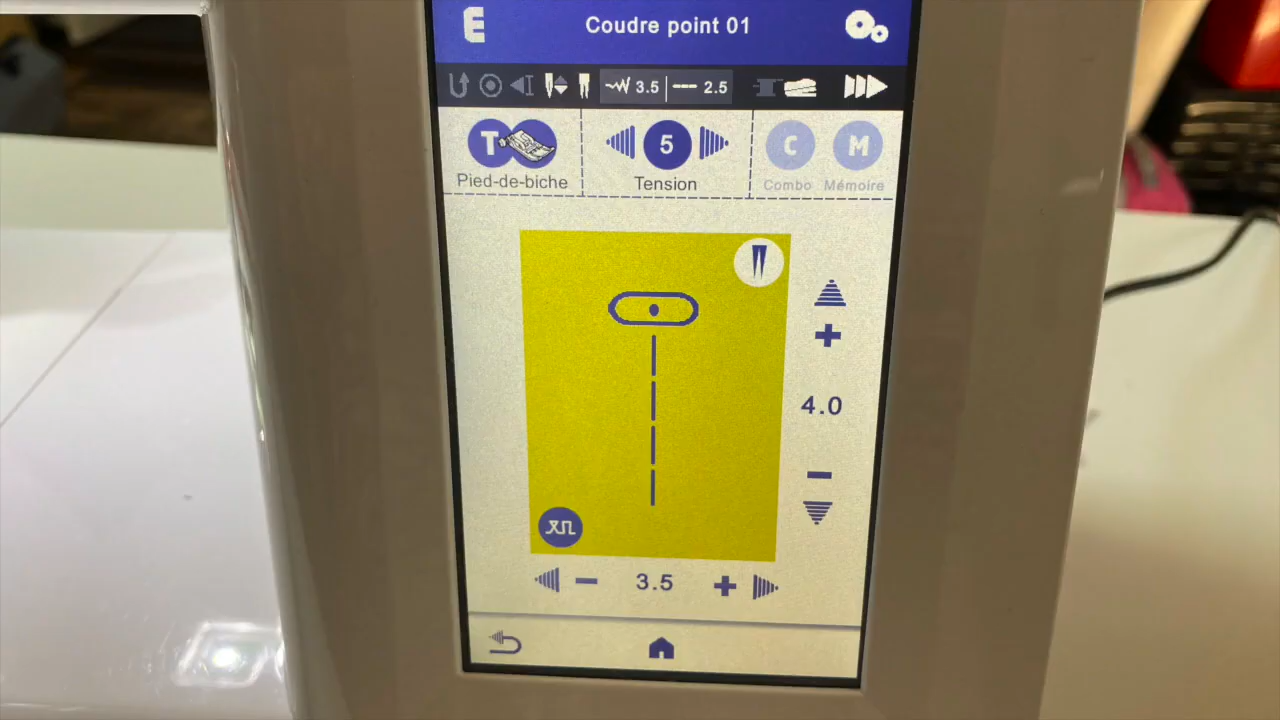 E
Coudre point 01
3.5 2.5
T
5
C M
Pied-de-biche
Tension
Combo Mémoire
4.0
3.5